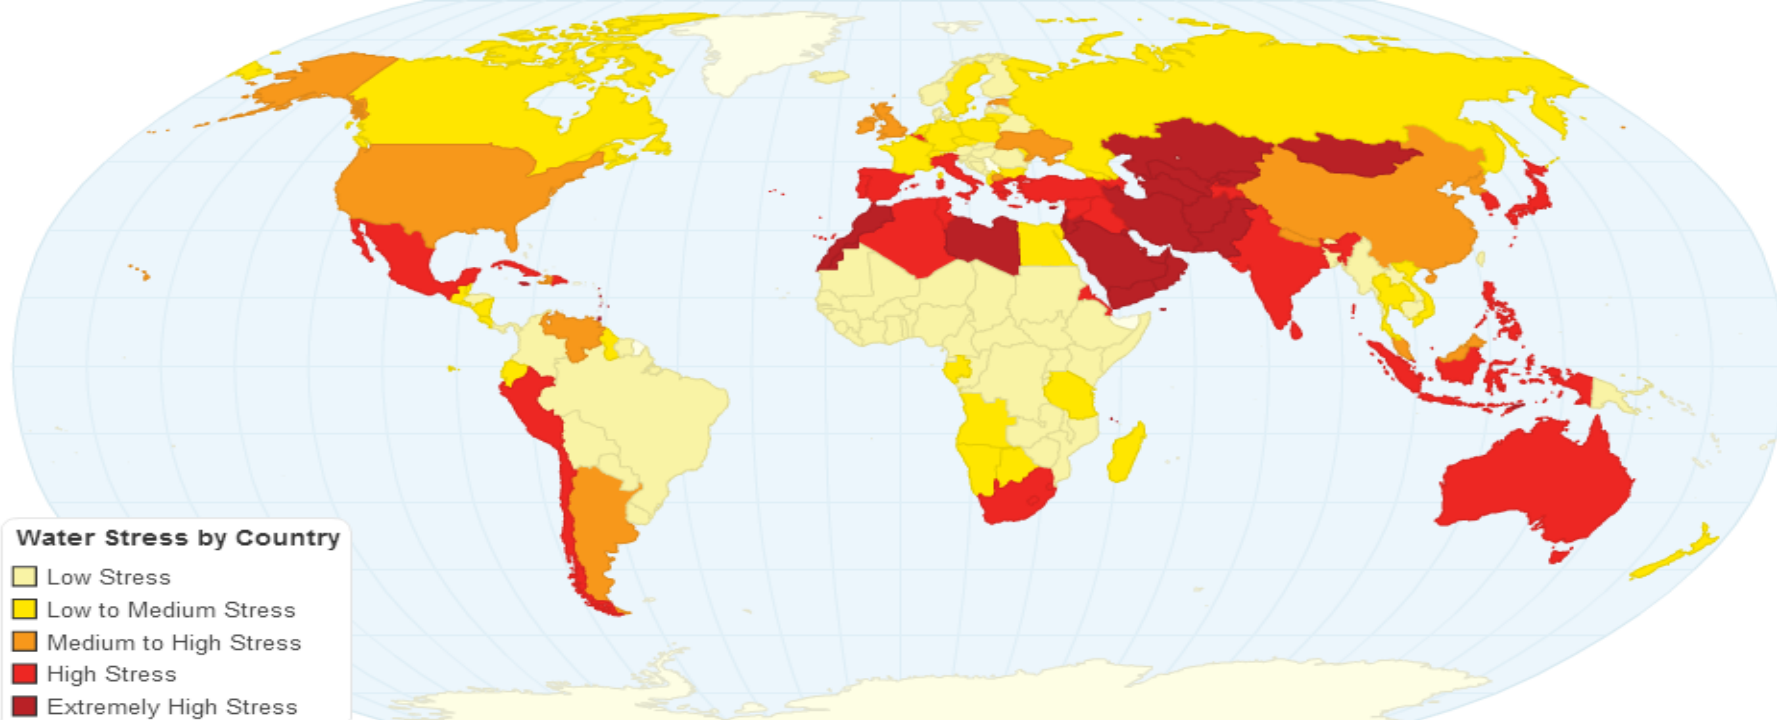 Water Stress by Country
Low Stress
Low to Medium Stress
Medium to High Stress
High Stress
Extremely High Stress